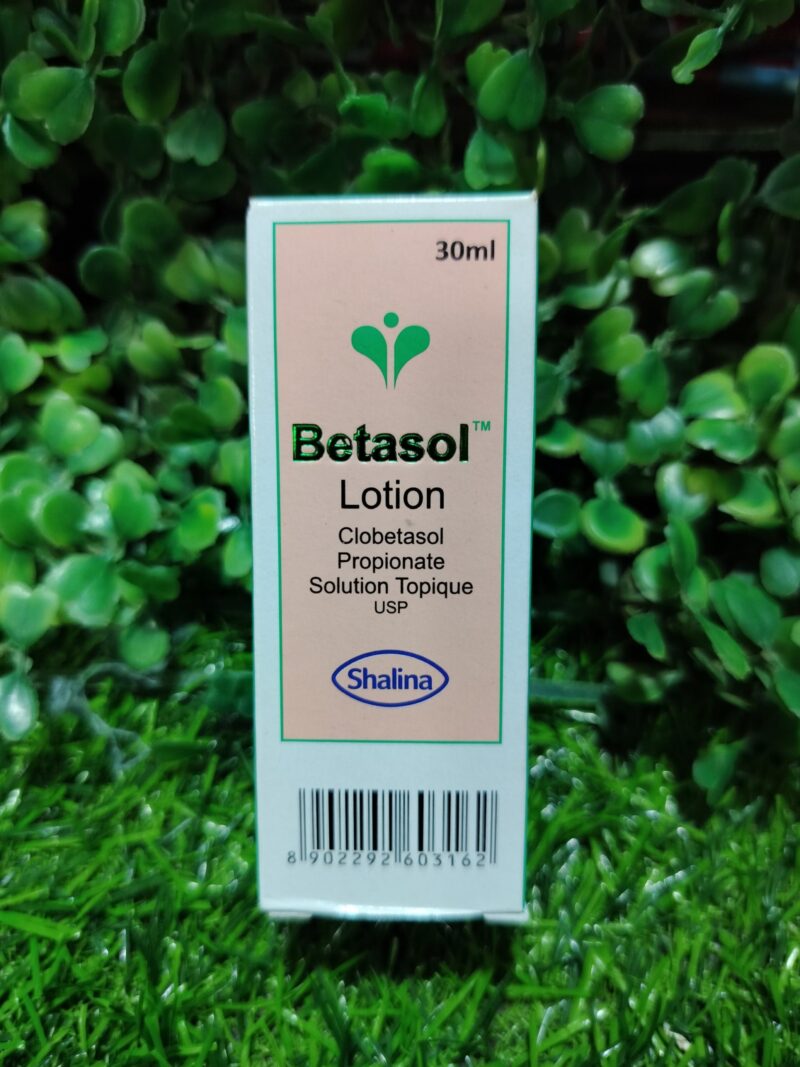 30ml
Betasol™
Lotion
Clobetasol
Propionate
Solution Topique
USP
Shalina
8 902292 603162